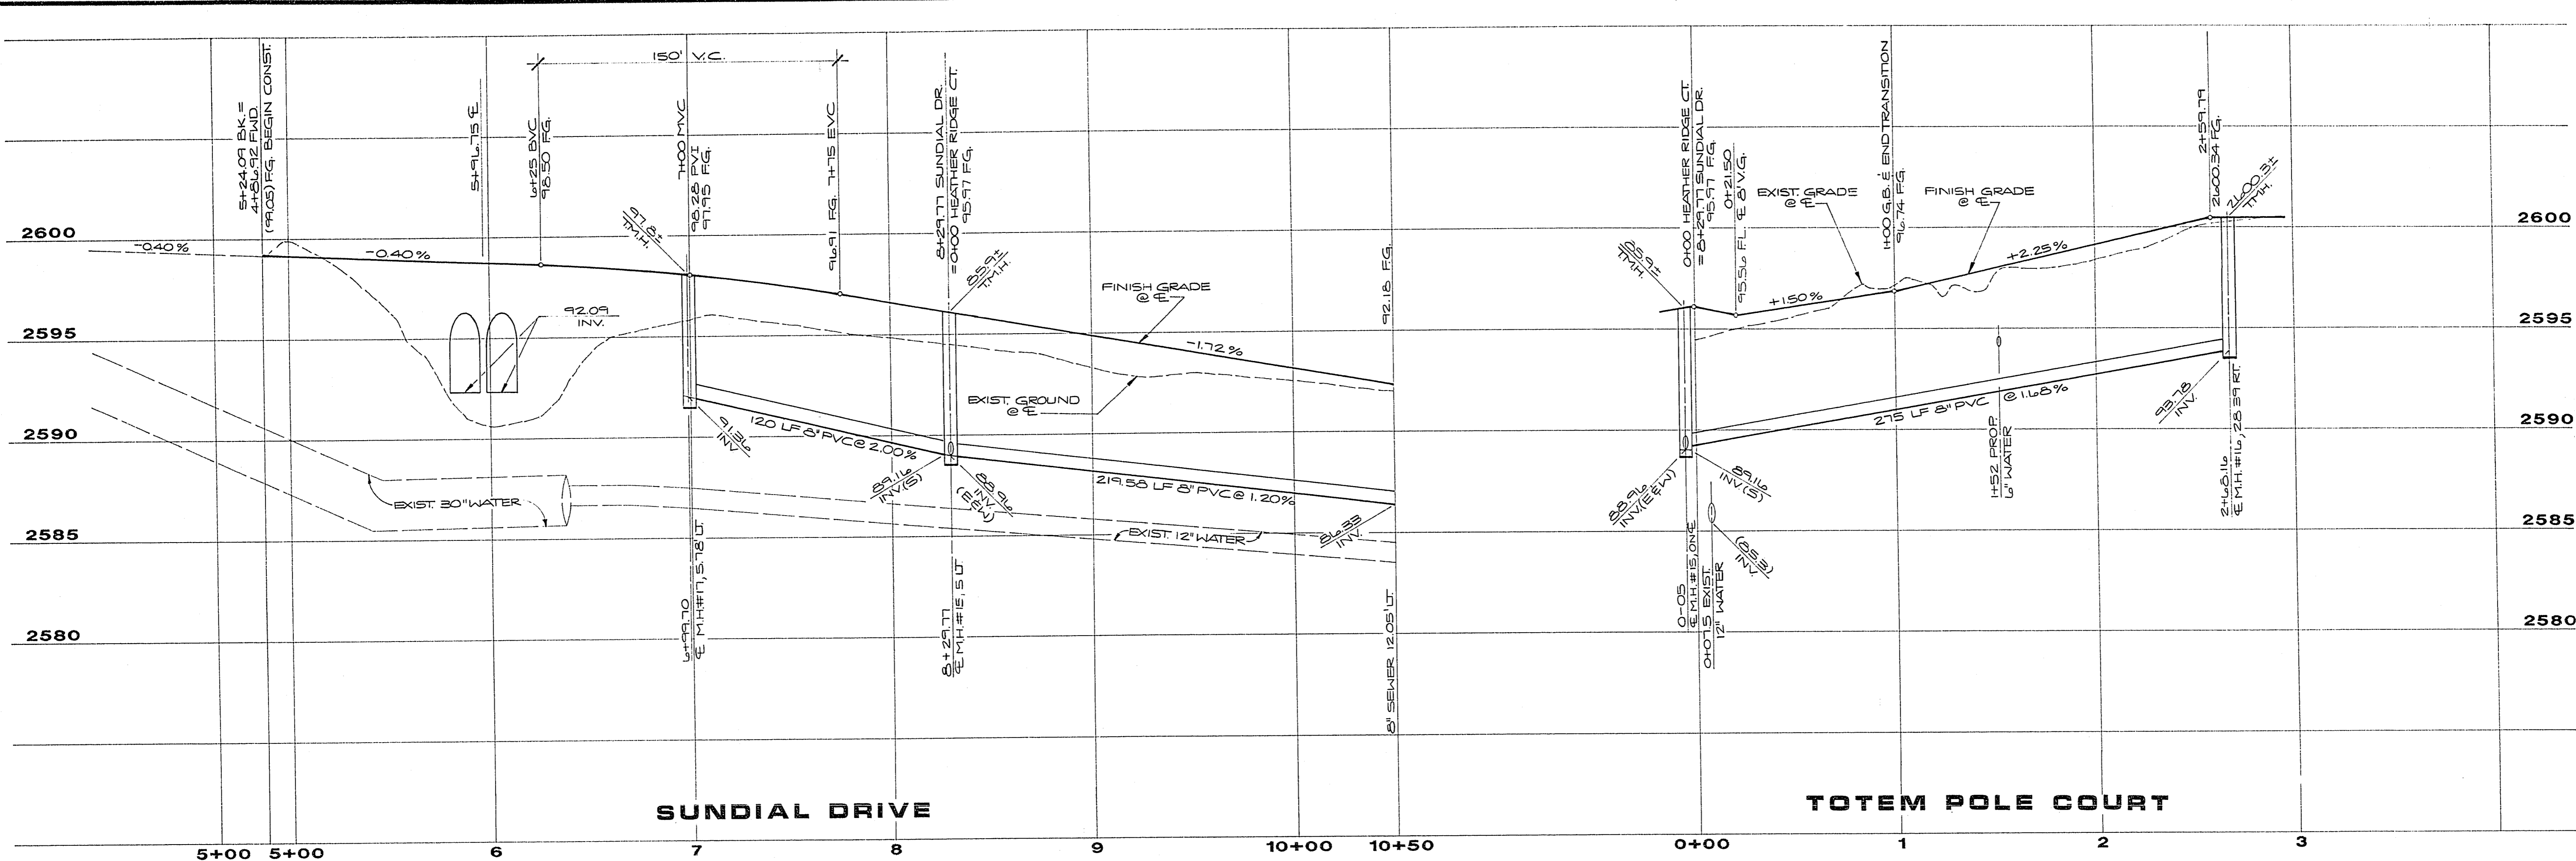 5+24.09 BK. =
4+86.92 FWD.
(99.05) F.G. BEGIN CONST.
5+96.75 ℄
6+25 BVC
98.50 F.G.
150' V.C.
7+00 MVC
98.28 PVI
97.95 F.G.
96.91 F.G. 7+75 EVC
8+29.77 SUNDIAL DR.
=0+00 HEATHER RIDGE CT.
95.97 F.G.
92.18 F.G.
2600
2595
2590
2585
2580
-0.40%
-0.40%
97.8±
T.M.H.
85.9±
T.M.H.
92.09
INV.
FINISH GRADE
@ ℄
-1.72%
EXIST. GROUND
@ ℄
91.36
INV.
120 LF 8" PVC @ 2.00%
89.16
INV.(S)
88.96
INV.
(E&W)
219.58 LF 8" PVC @ 1.20%
86.33
INV.
EXIST. 30" WATER
EXIST. 12" WATER
6+99.70
℄ M.H.#17, 5.78' LT.
8+29.77
℄ M.H.#15, 5 LT.
8" SEWER 12.05' LT.
SUNDIAL DRIVE
5+00
5+00
6
7
8
9
10+00
10+50
0+00 HEATHER RIDGE CT.
= 8+29.77 SUNDIAL DR.
95.97 F.G.
0+21.50
95.56 F.L. ℄ 8' V.G.
EXIST. GRADE
@ ℄
1+00 G.B. & END TRANSITION
96.74 F.G.
FINISH GRADE
@ ℄
2+59.79
2600.34 F.G.
2600.3±
T.M.H.
T.M.H.
+1.50%
+2.25%
2600
2595
2590
2585
2580
88.96
INV.(E&W)
89.16
INV.(S)
(85.3)
INV.
275 LF 8" PVC @ 1.68%
93.78
INV.
1+52 PROP.
6" WATER
0-05
℄ M.H.#15, ON ℄
0+07.5 EXIST.
12" WATER
2+68.16
℄ M.H.#16, 28.39 RT.
TOTEM POLE COURT
0+00
1
2
3